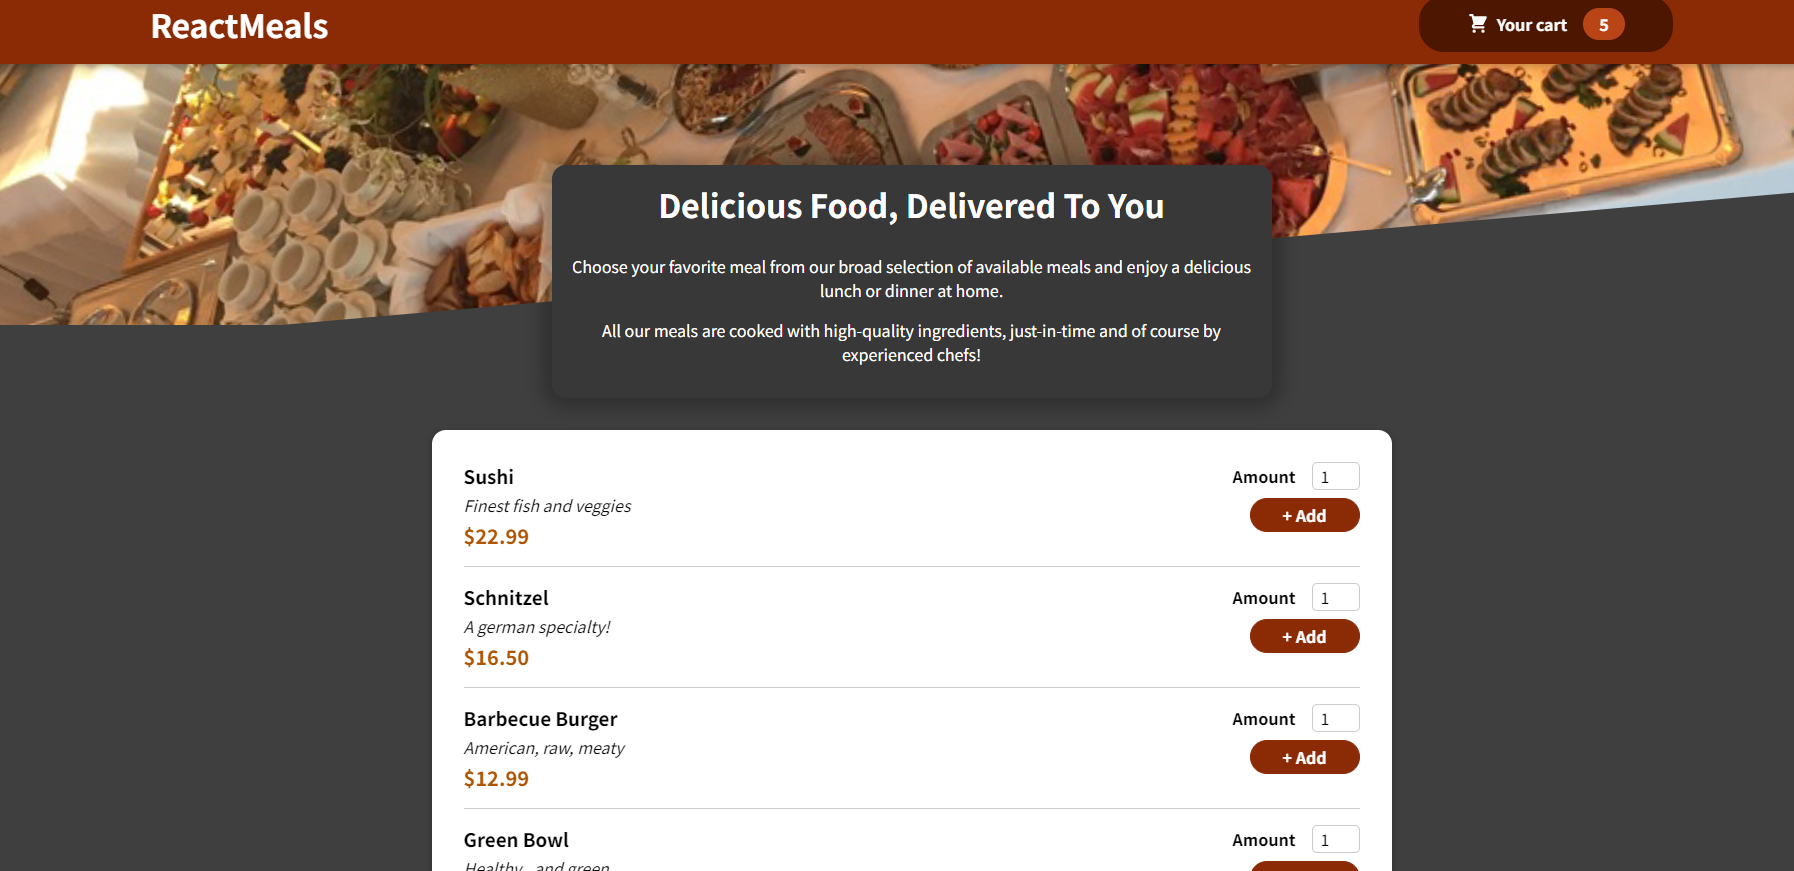 ReactMeals
Your cart 5
Delicious Food, Delivered To You
Choose your favorite meal from our broad selection of available meals and enjoy a delicious
lunch or dinner at home.
All our meals are cooked with high-quality ingredients, just-in-time and of course by
experienced chefs!
Sushi
Finest fish and veggies
$22.99
Amount 1
+ Add
Schnitzel
A german specialty!
$16.50
Amount 1
+ Add
Barbecue Burger
American, raw, meaty
$12.99
Amount 1
+ Add
Green Bowl
Healthy...and green...
Amount 1